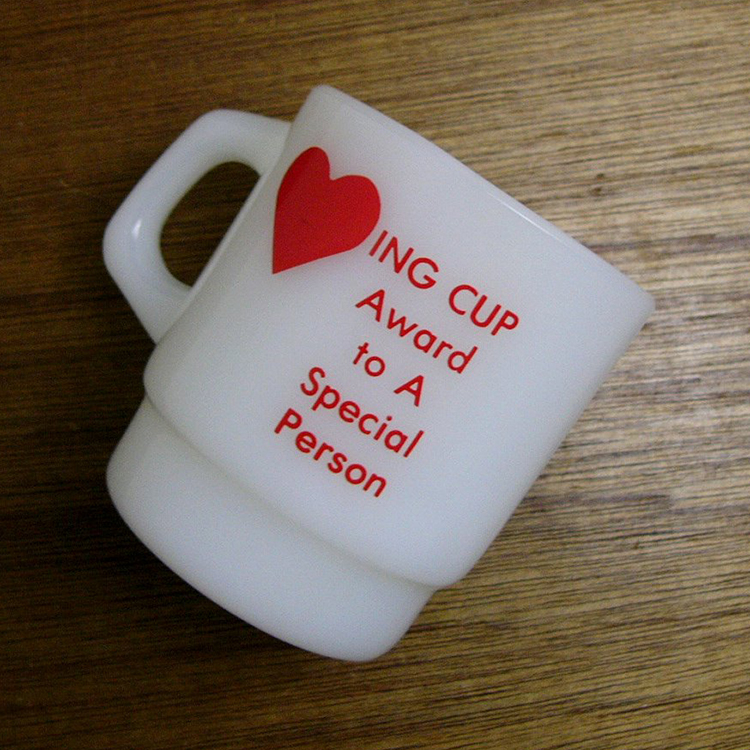 ING CUP
Award
to A
Special
Person